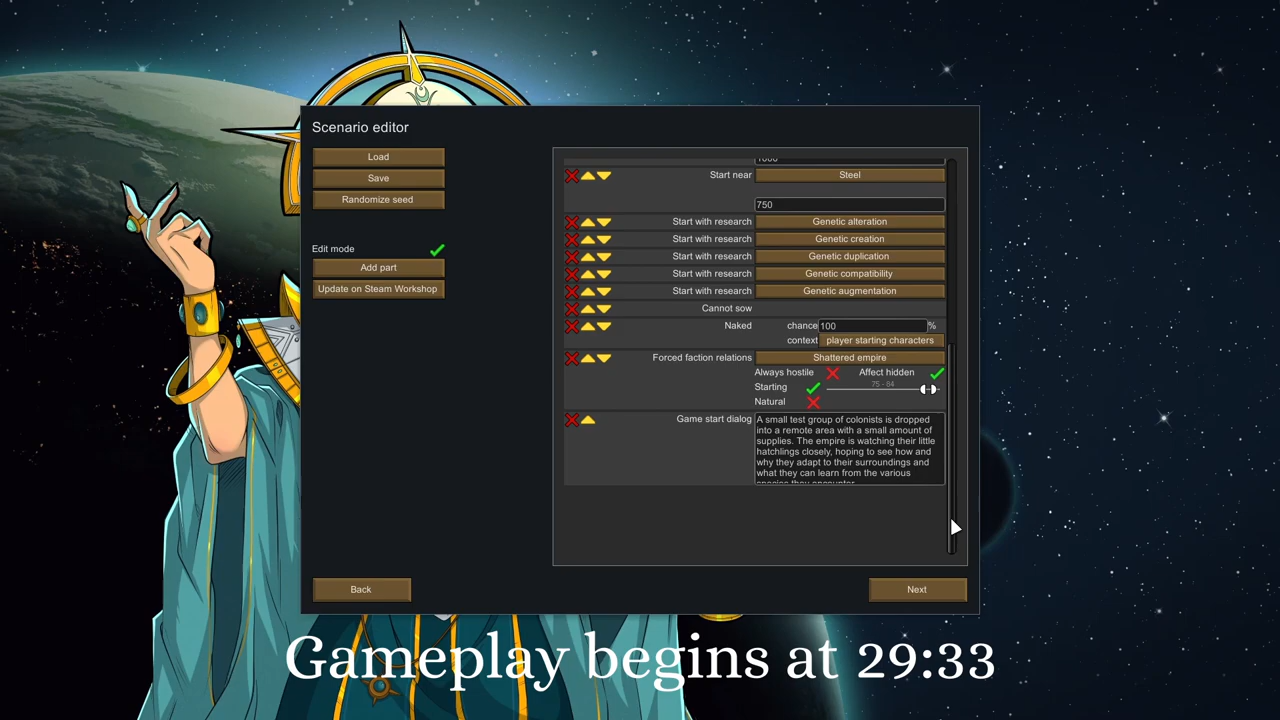 Scenario editor
Load
Save
Randomize seed
Edit mode
Add part
Update on Steam Workshop
1000
Start near Steel
750
Start with research Genetic alteration
Start with research Genetic creation
Start with research Genetic duplication
Start with research Genetic compatibility
Start with research Genetic augmentation
Cannot sow
Naked chance 100 %
context player starting characters
Forced faction relations Shattered empire
Always hostile Affect hidden
Starting 75 - 84
Natural
Game start dialog
A small test group of colonists is dropped
into a remote area with a small amount of
supplies. The empire is watching their little
hatchlings closely, hoping to see how and
why they adapt to their surroundings and
what they can learn from the various
species they encounter.
Back
Next
Gameplay begins at 29:33